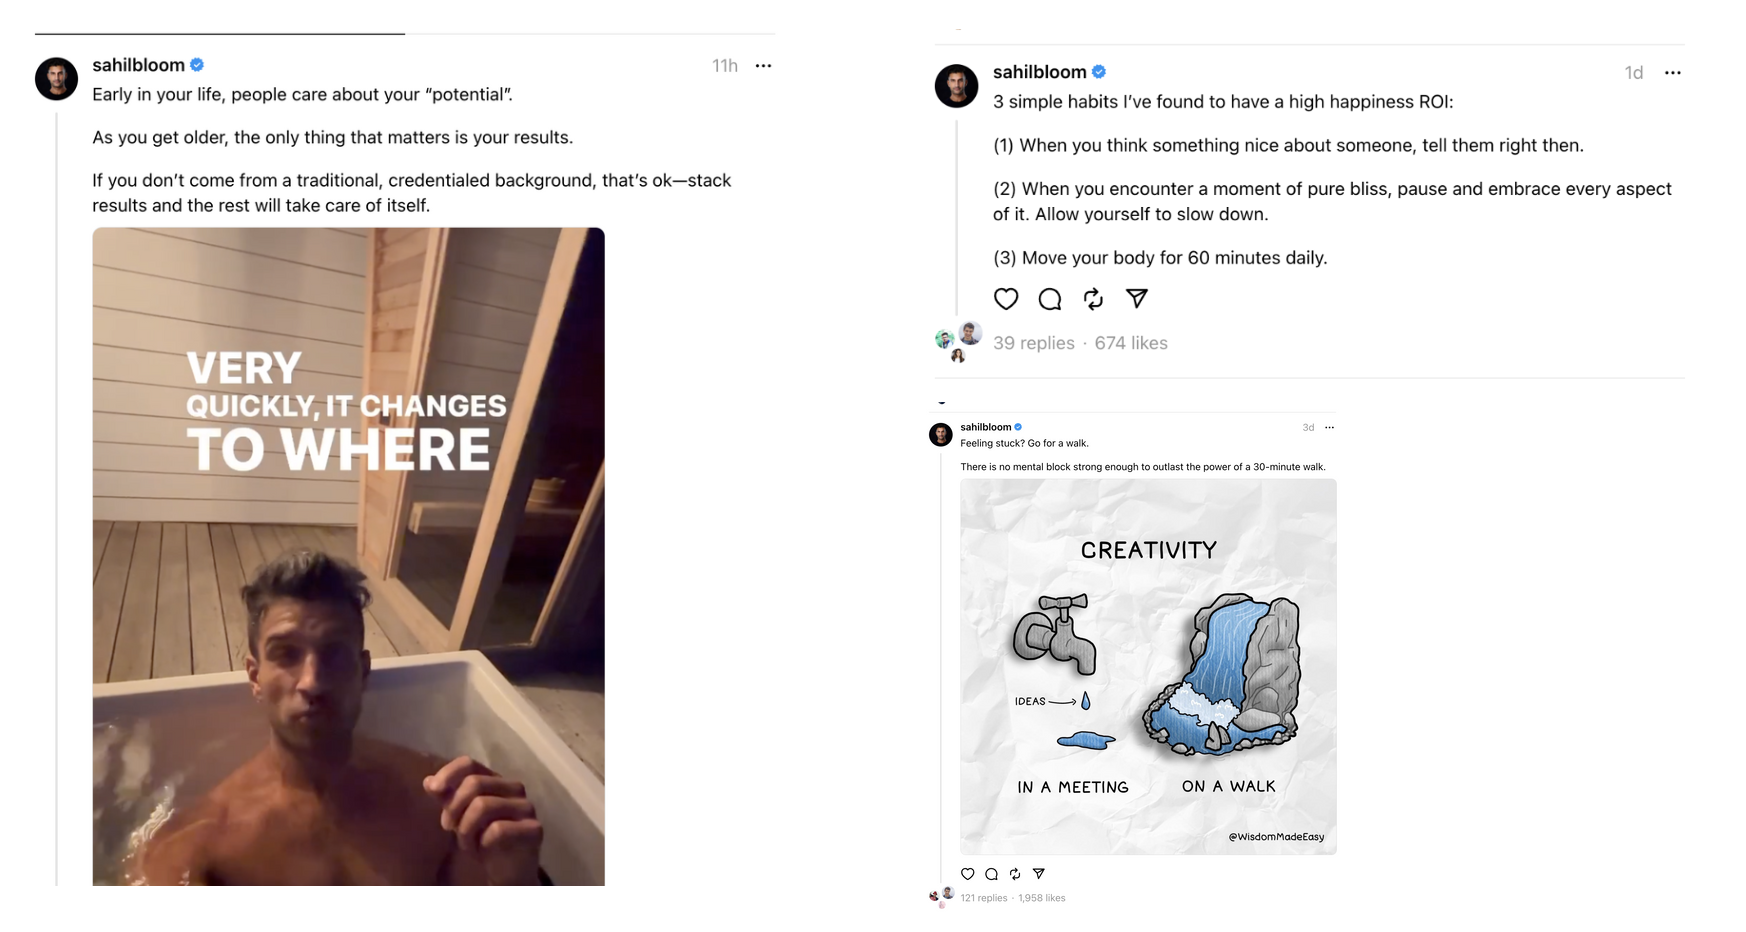 sahilbloom
11h
Early in your life, people care about your “potential”.
As you get older, the only thing that matters is your results.
If you don’t come from a traditional, credentialed background, that’s ok—stack
results and the rest will take care of itself.
VERY
QUICKLY, IT CHANGES
TO WHERE
sahilbloom
1d
3 simple habits I’ve found to have a high happiness ROI:
(1) When you think something nice about someone, tell them right then.
(2) When you encounter a moment of pure bliss, pause and embrace every aspect
of it. Allow yourself to slow down.
(3) Move your body for 60 minutes daily.
39 replies · 674 likes
sahilbloom
3d
Feeling stuck? Go for a walk.
There is no mental block strong enough to outlast the power of a 30-minute walk.
CREATIVITY
IDEAS
IN A MEETING
ON A WALK
@WisdomMadeEasy
121 replies · 1,958 likes